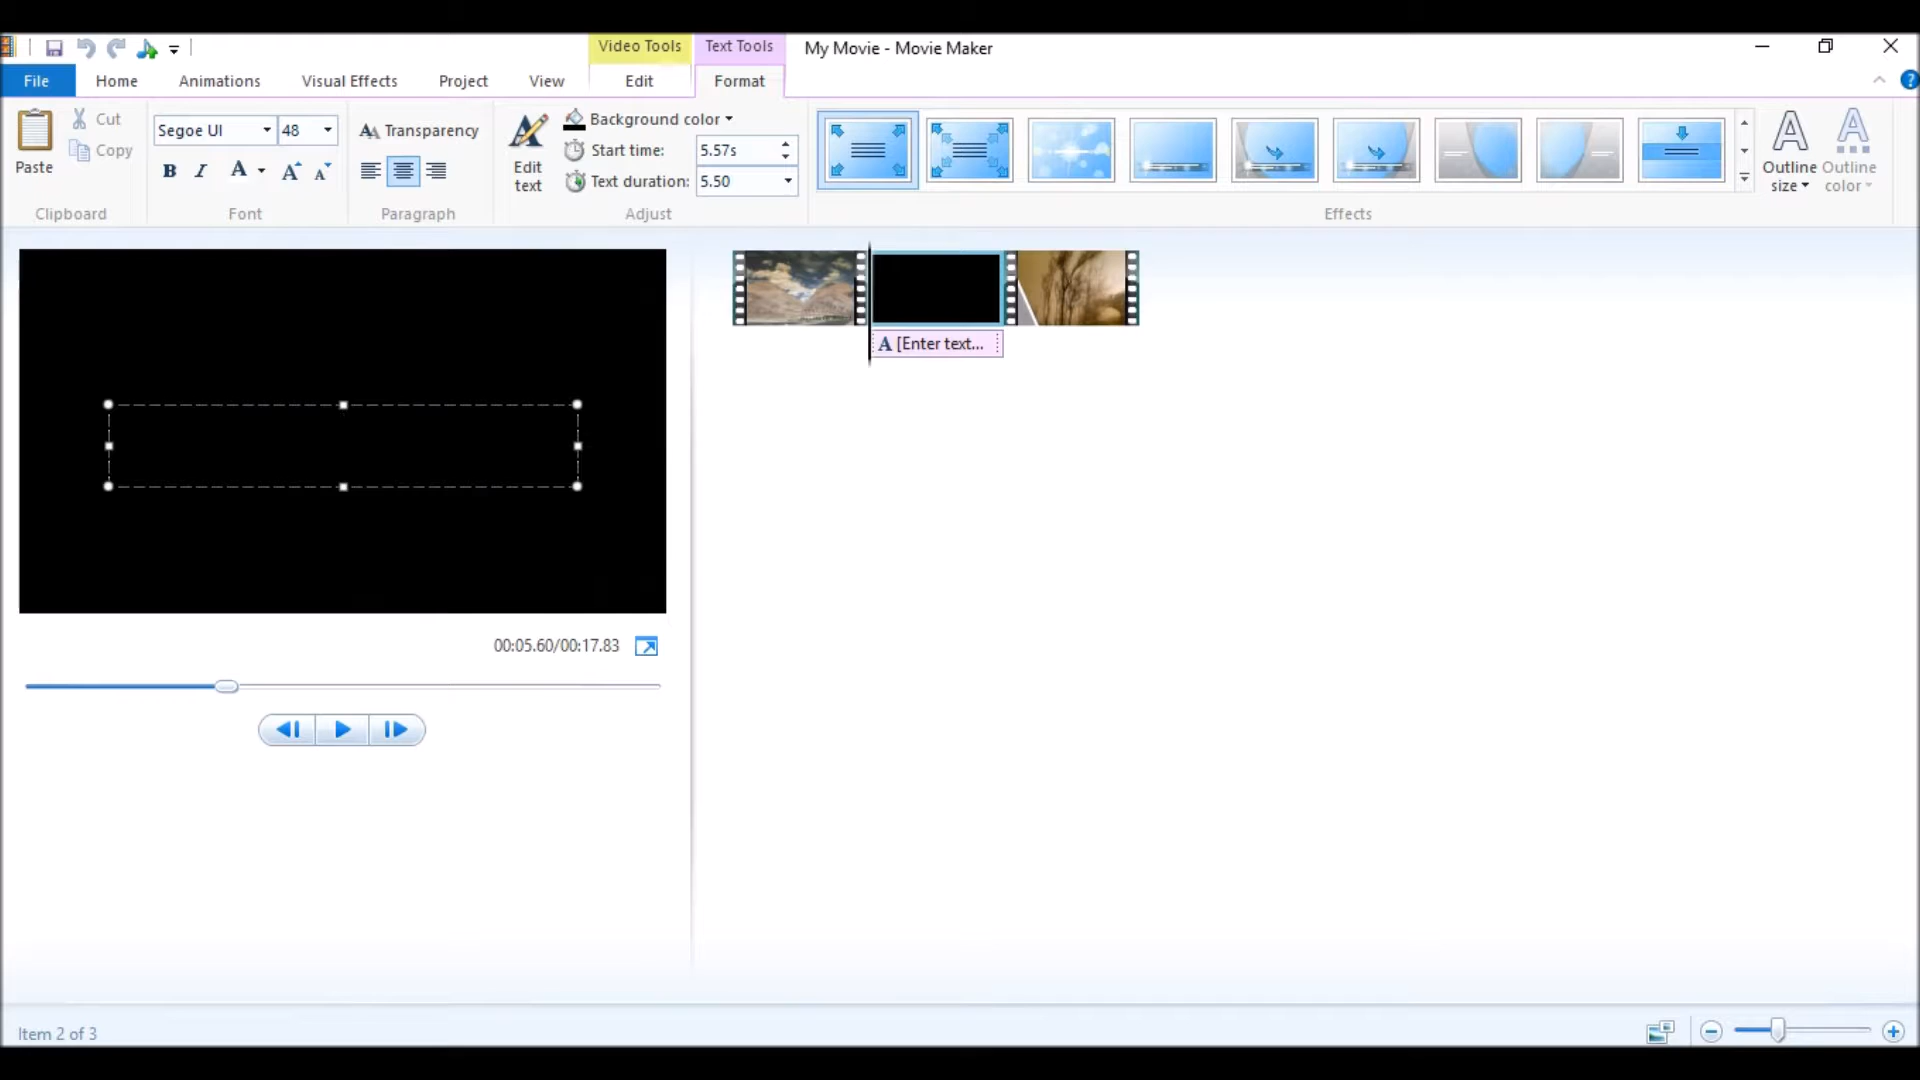 Video Tools
Text Tools
My Movie - Movie Maker
File
Home
Animations
Visual Effects
Project
View
Edit
Format
?
Paste
Cut
Copy
Clipboard
Segoe UI
48
B
I
A
A
A
Font
AA Transparency
Paragraph
Edit
text
Background color
Start time:
5.57s
Text duration:
5.50
Adjust
Effects
A
Outline
size
A
Outline
color
A [Enter text...
00:05.60/00:17.83
Item 2 of 3